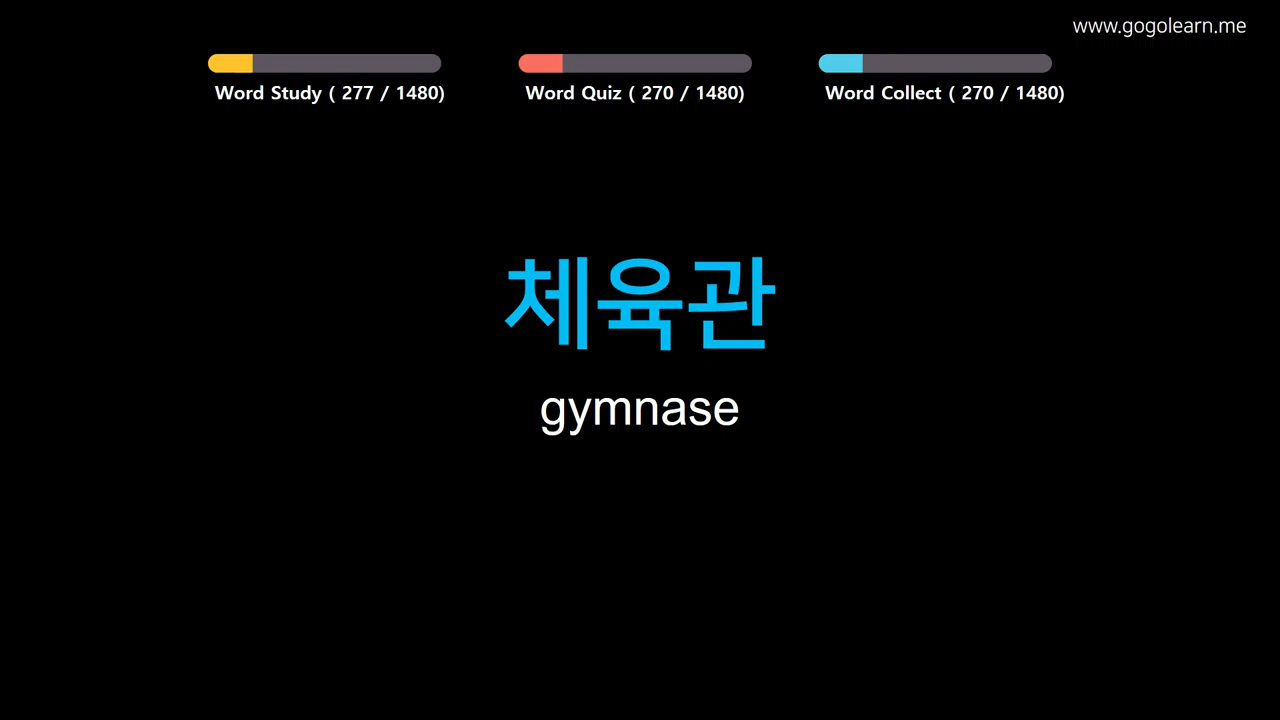 www.gogolearn.me
Word Study ( 277 / 1480)
Word Quiz ( 270 / 1480)
Word Collect ( 270 / 1480)
체육관
gymnase